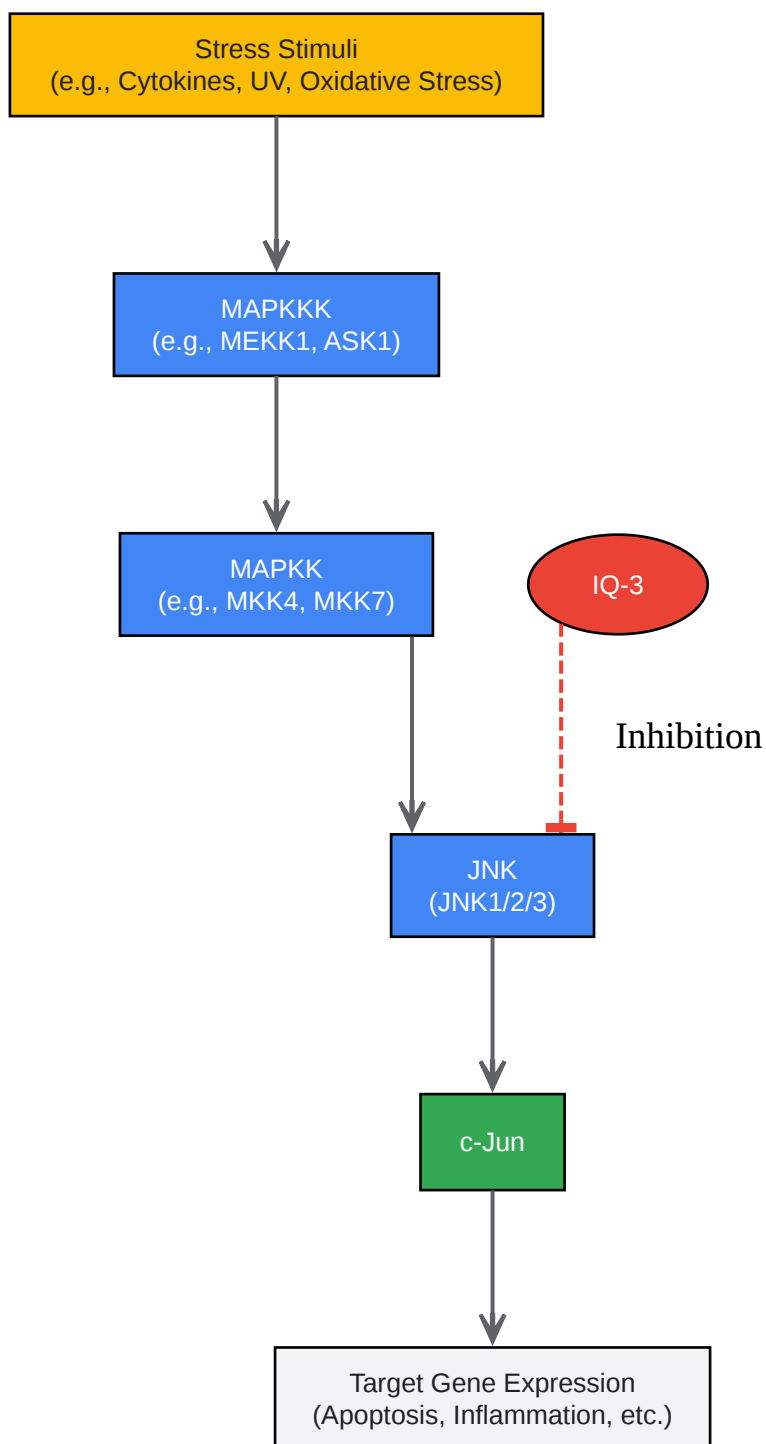 Stress Stimuli
(e.g., Cytokines, UV, Oxidative Stress)
MAPKKK
(e.g., MEKK1, ASK1)
MAPKK
(e.g., MKK4, MKK7)
IQ-3
Inhibition
JNK
(JNK1/2/3)
c-Jun
Target Gene Expression
(Apoptosis, Inflammation, etc.)